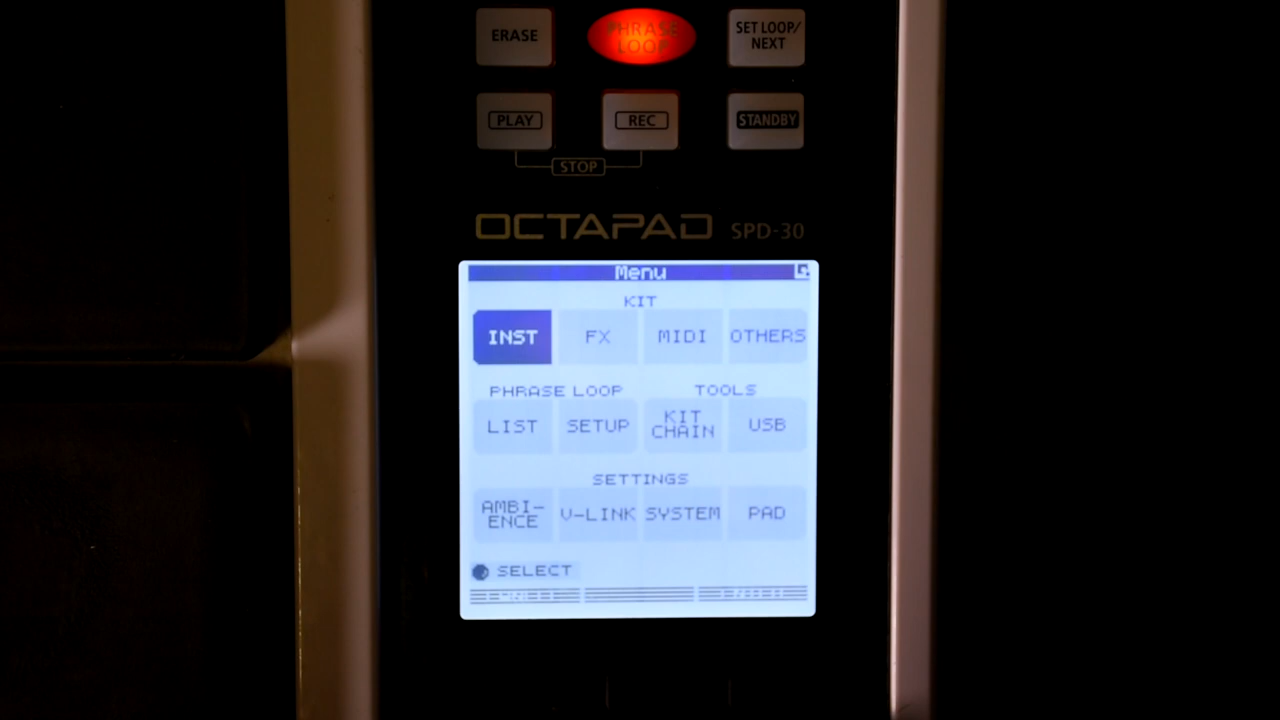 ERASE PHRASE LOOP SET LOOP/ NEXT
PLAY REC STANDBY
STOP
OCTAPAD SPD-30
Menu
KIT
INST FX MIDI OTHERS
PHRASE LOOP TOOLS
LIST SETUP KIT CHAIN USB
SETTINGS
AMBI-ENCE V-LINK SYSTEM PAD
SELECT